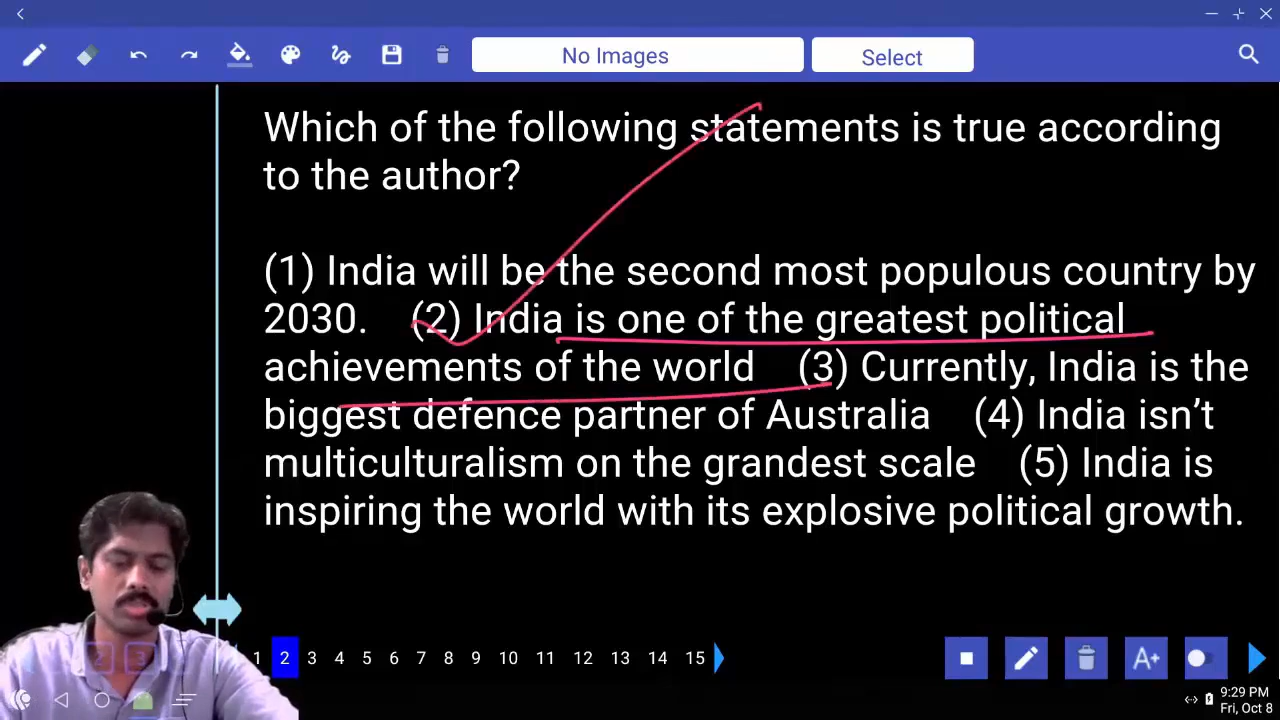 No Images
Select
Which of the following statements is true according
to the author?
(1) India will be the second most populous country by
2030. (2) India is one of the greatest political
achievements of the world (3) Currently, India is the
biggest defence partner of Australia (4) India isn’t
multiculturalism on the grandest scale (5) India is
inspiring the world with its explosive political growth.
1 2 3 4 5 6 7 8 9 10 11 12 13 14 15
A+
9:29 PM
Fri, Oct 8